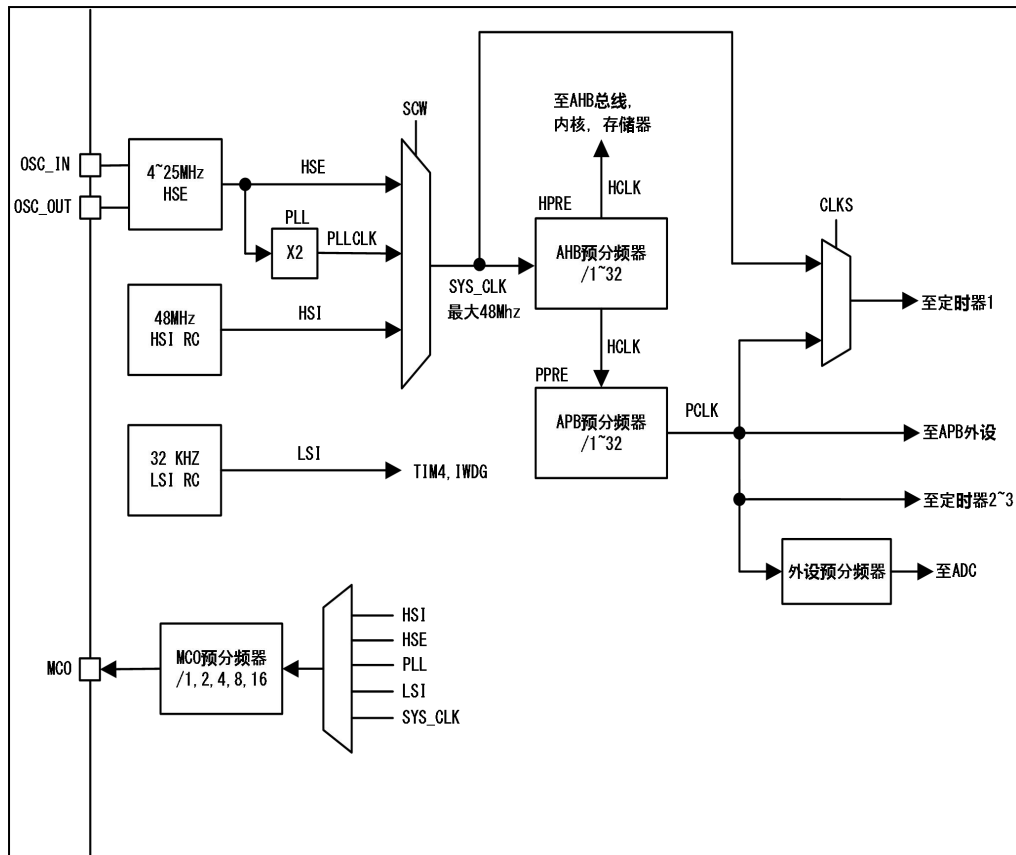 SCW
至AHB总线,
内核, 存储器
OSC_IN
OSC_OUT
4~25MHz
HSE
HSE
HCLK
HPRE
CLKS
PLL
X2
PLLCLK
AHB预分频器
/1~32
SYS_CLK
最大48Mhz
48MHz
HSI RC
HSI
至定时器1
HCLK
PPRE
APB预分频器
/1~32
PCLK
至APB外设
32 KHZ
LSI RC
LSI
TIM4,IWDG
至定时器2~3
外设预分频器
至ADC
MCO
MCO预分频器
/1,2,4,8,16
HSI
HSE
PLL
LSI
SYS_CLK